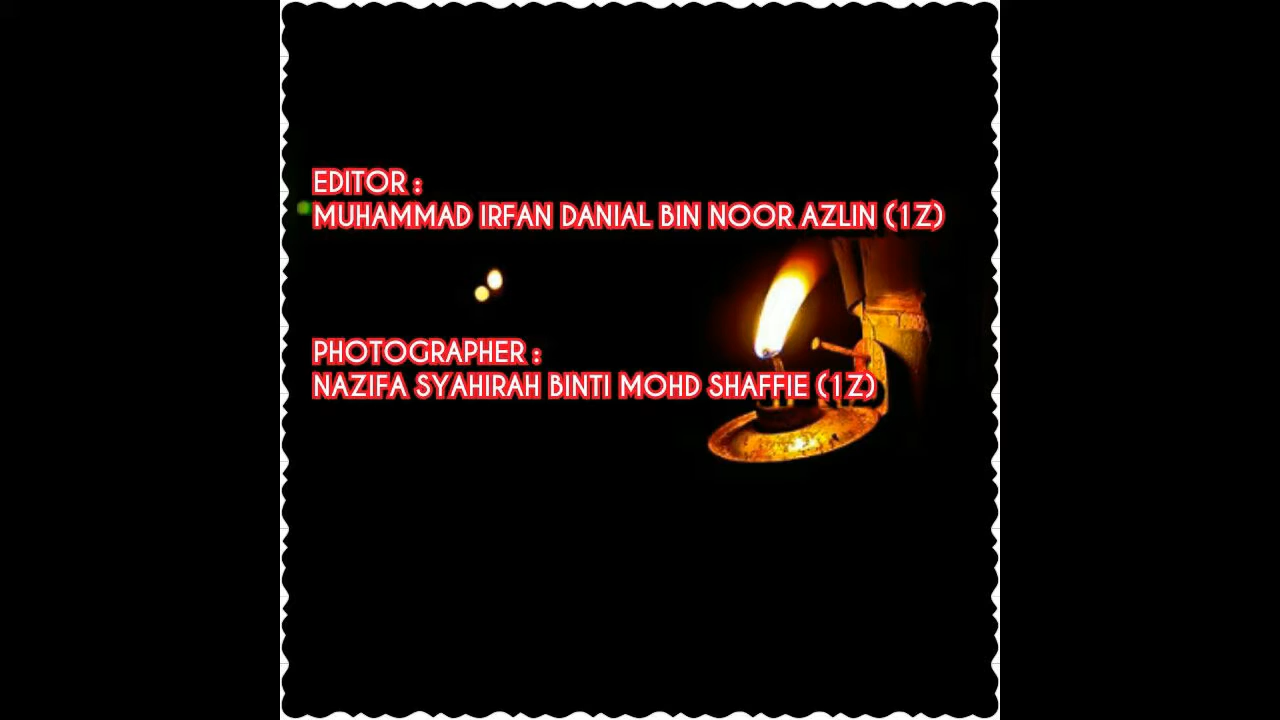 EDITOR :
MUHAMMAD IRFAN DANIAL BIN NOOR AZLIN (1Z)
PHOTOGRAPHER :
NAZIFA SYAHIRAH BINTI MOHD SHAFFIE (1Z)